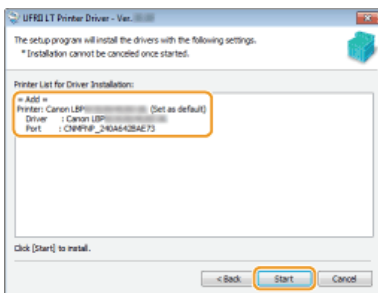 UFRII LT Printer Driver - Ver.
The setup program will install the drivers with the following settings.
* Installation cannot be canceled once started.
Printer List for Driver Installation:
= Add =
Printer: Canon LBP (Set as default)
Driver : Canon LBP
Port : CNMFNP_240A642BAE73
Click [Start] to install.
< Back Start Cancel